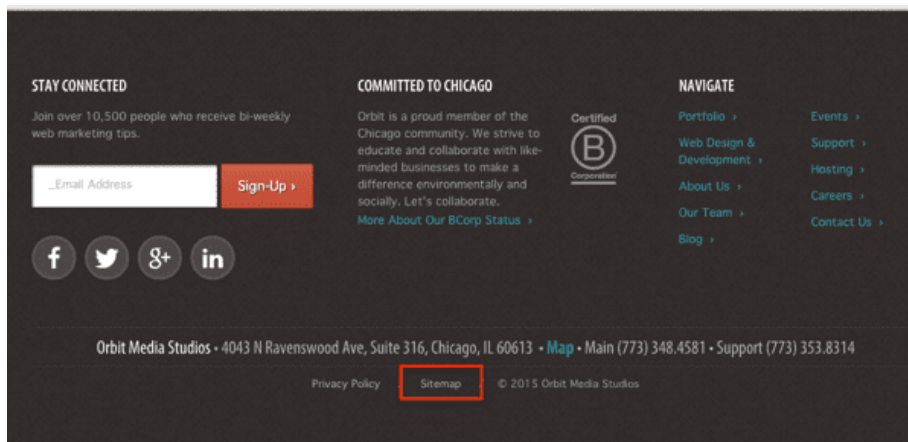 STAY CONNECTED
Join over 10,500 people who receive bi-weekly
web marketing tips.
_Email Address
Sign-Up ›
f
g+
in
COMMITTED TO CHICAGO
Orbit is a proud member of the
Chicago community. We strive to
educate and collaborate with like-
minded businesses to make a
difference environmentally and
socially. Let's collaborate.
More About Our BCorp Status ›
Certified
B
Corporation
NAVIGATE
Portfolio ›
Web Design &
Development ›
About Us ›
Our Team ›
Blog ›
Events ›
Support ›
Hosting ›
Careers ›
Contact Us ›
Orbit Media Studios • 4043 N Ravenswood Ave, Suite 316, Chicago, IL 60613 • Map • Main (773) 348.4581 • Support (773) 353.8314
Privacy Policy
Sitemap
© 2015 Orbit Media Studios